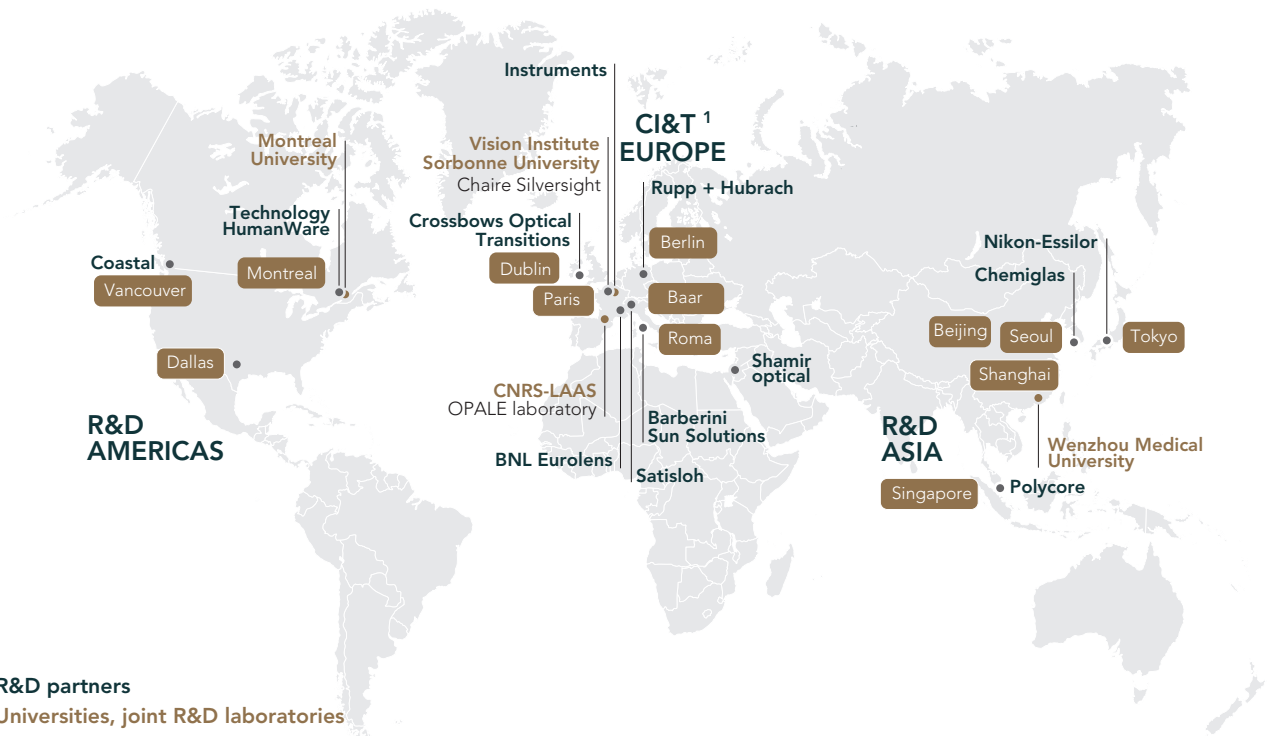 Instruments
CI&T 1
EUROPE
Montreal
University
Vision Institute
Sorbonne University
Chaire Silversight
Rupp + Hubrach
Technology
HumanWare
Crossbows Optical
Transitions
Berlin
Nikon-Essilor
Coastal
Vancouver
Montreal
Dublin
Chemiglas
Paris
Baar
Roma
Beijing
Seoul
Tokyo
Dallas
Shamir
optical
Shanghai
CNRS-LAAS
OPALE laboratory
R&D
AMERICAS
Barberini
Sun Solutions
R&D
ASIA
Wenzhou Medical
University
BNL Eurolens
Satisloh
Singapore
Polycore
R&D partners
Universities, joint R&D laboratories